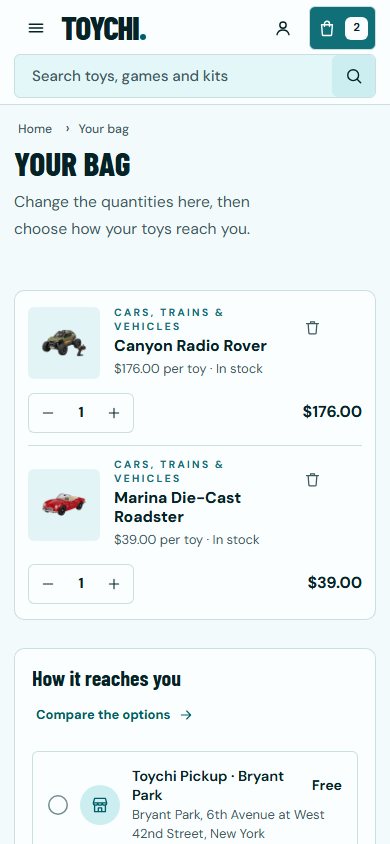 TOYCHI.
2
Search toys, games and kits
Home › Your bag
YOUR BAG
Change the quantities here, then
choose how your toys reach you.
CARS, TRAINS &
VEHICLES
Canyon Radio Rover
$176.00 per toy · In stock
1
$176.00
CARS, TRAINS &
VEHICLES
Marina Die-Cast
Roadster
$39.00 per toy · In stock
1
$39.00
How it reaches you
Compare the options →
Toychi Pickup · Bryant
Park
Free
Bryant Park, 6th Avenue at West
42nd Street, New York